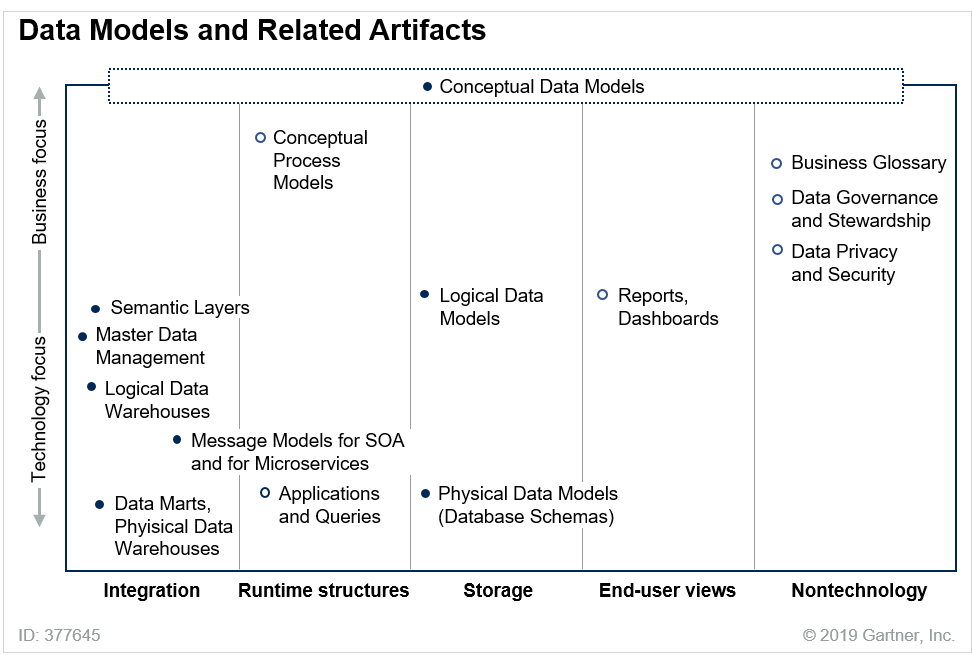 Data Models and Related Artifacts
Business focus
Technology focus
Conceptual Data Models
Conceptual
Process
Models
Business Glossary
Data Governance
and Stewardship
Data Privacy
and Security
Semantic Layers
Master Data
Management
Logical Data
Warehouses
Logical Data
Models
Reports,
Dashboards
Message Models for SOA
and for Microservices
Data Marts,
Phyisical Data
Warehouses
Applications
and Queries
Physical Data Models
(Database Schemas)
Integration
Runtime structures
Storage
End-user views
Nontechnology
ID: 377645
© 2019 Gartner, Inc.